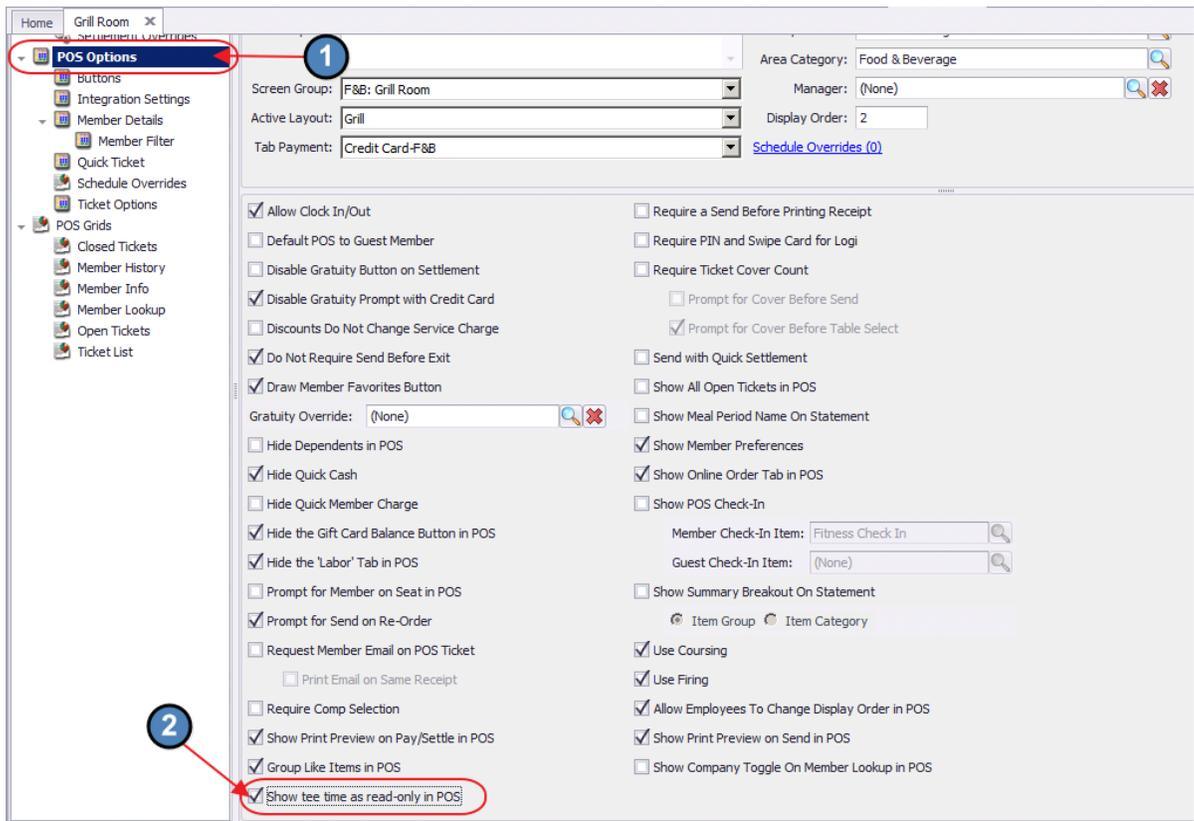 Home
Grill Room
Settlement Overrides
POS Options
1
Buttons
Integration Settings
Member Details
Member Filter
Quick Ticket
Schedule Overrides
Ticket Options
POS Grids
Closed Tickets
Member History
Member Info
Member Lookup
Open Tickets
Ticket List
Area Category: Food & Beverage
Screen Group: F&B: Grill Room
Manager: (None)
Active Layout: Grill
Display Order: 2
Tab Payment: Credit Card-F&B
Schedule Overrides (0)
Allow Clock In/Out
Default POS to Guest Member
Disable Gratuity Button on Settlement
Disable Gratuity Prompt with Credit Card
Discounts Do Not Change Service Charge
Do Not Require Send Before Exit
Draw Member Favorites Button
Gratuity Override: (None)
Hide Dependents in POS
Hide Quick Cash
Hide Quick Member Charge
Hide the Gift Card Balance Button in POS
Hide the 'Labor' Tab in POS
Prompt for Member on Seat in POS
Prompt for Send on Re-Order
Request Member Email on POS Ticket
Print Email on Same Receipt
Require Comp Selection
Show Print Preview on Pay/Settle in POS
Group Like Items in POS
Show tee time as read-only in POS
2
Require a Send Before Printing Receipt
Require PIN and Swipe Card for Logi
Require Ticket Cover Count
Prompt for Cover Before Send
Prompt for Cover Before Table Select
Send with Quick Settlement
Show All Open Tickets in POS
Show Meal Period Name On Statement
Show Member Preferences
Show Online Order Tab in POS
Show POS Check-In
Member Check-In Item: Fitness Check In
Guest Check-In Item: (None)
Show Summary Breakout On Statement
Item Group Item Category
Use Coursing
Use Firing
Allow Employees To Change Display Order in POS
Show Print Preview on Send in POS
Show Company Toggle On Member Lookup in POS